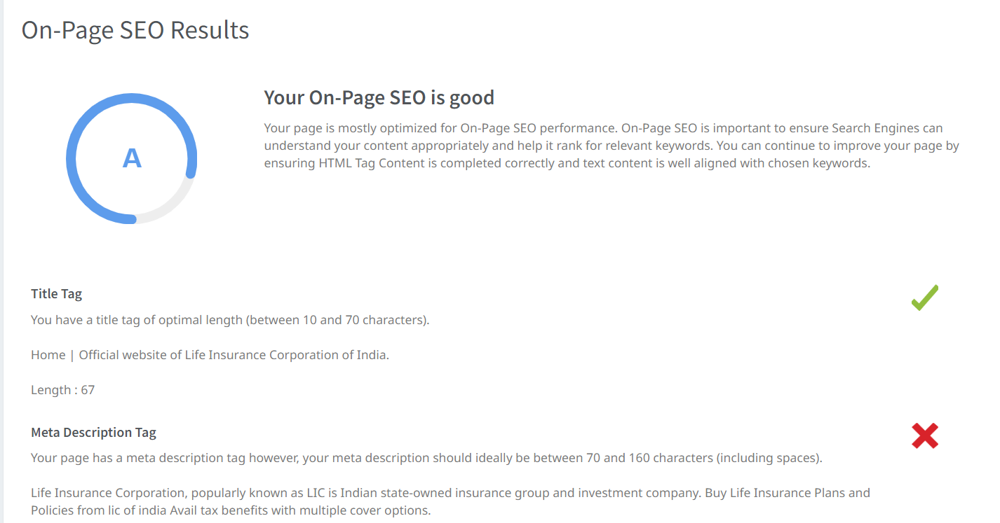 On-Page SEO Results
A
Your On-Page SEO is good
Your page is mostly optimized for On-Page SEO performance. On-Page SEO is important to ensure Search Engines can
understand your content appropriately and help it rank for relevant keywords. You can continue to improve your page by
ensuring HTML Tag Content is completed correctly and text content is well aligned with chosen keywords.
Title Tag
You have a title tag of optimal length (between 10 and 70 characters).
Home | Official website of Life Insurance Corporation of India.
Length : 67
Meta Description Tag
Your page has a meta description tag however, your meta description should ideally be between 70 and 160 characters (including spaces).
Life Insurance Corporation, popularly known as LIC is Indian state-owned insurance group and investment company. Buy Life Insurance Plans and
Policies from lic of india Avail tax benefits with multiple cover options.